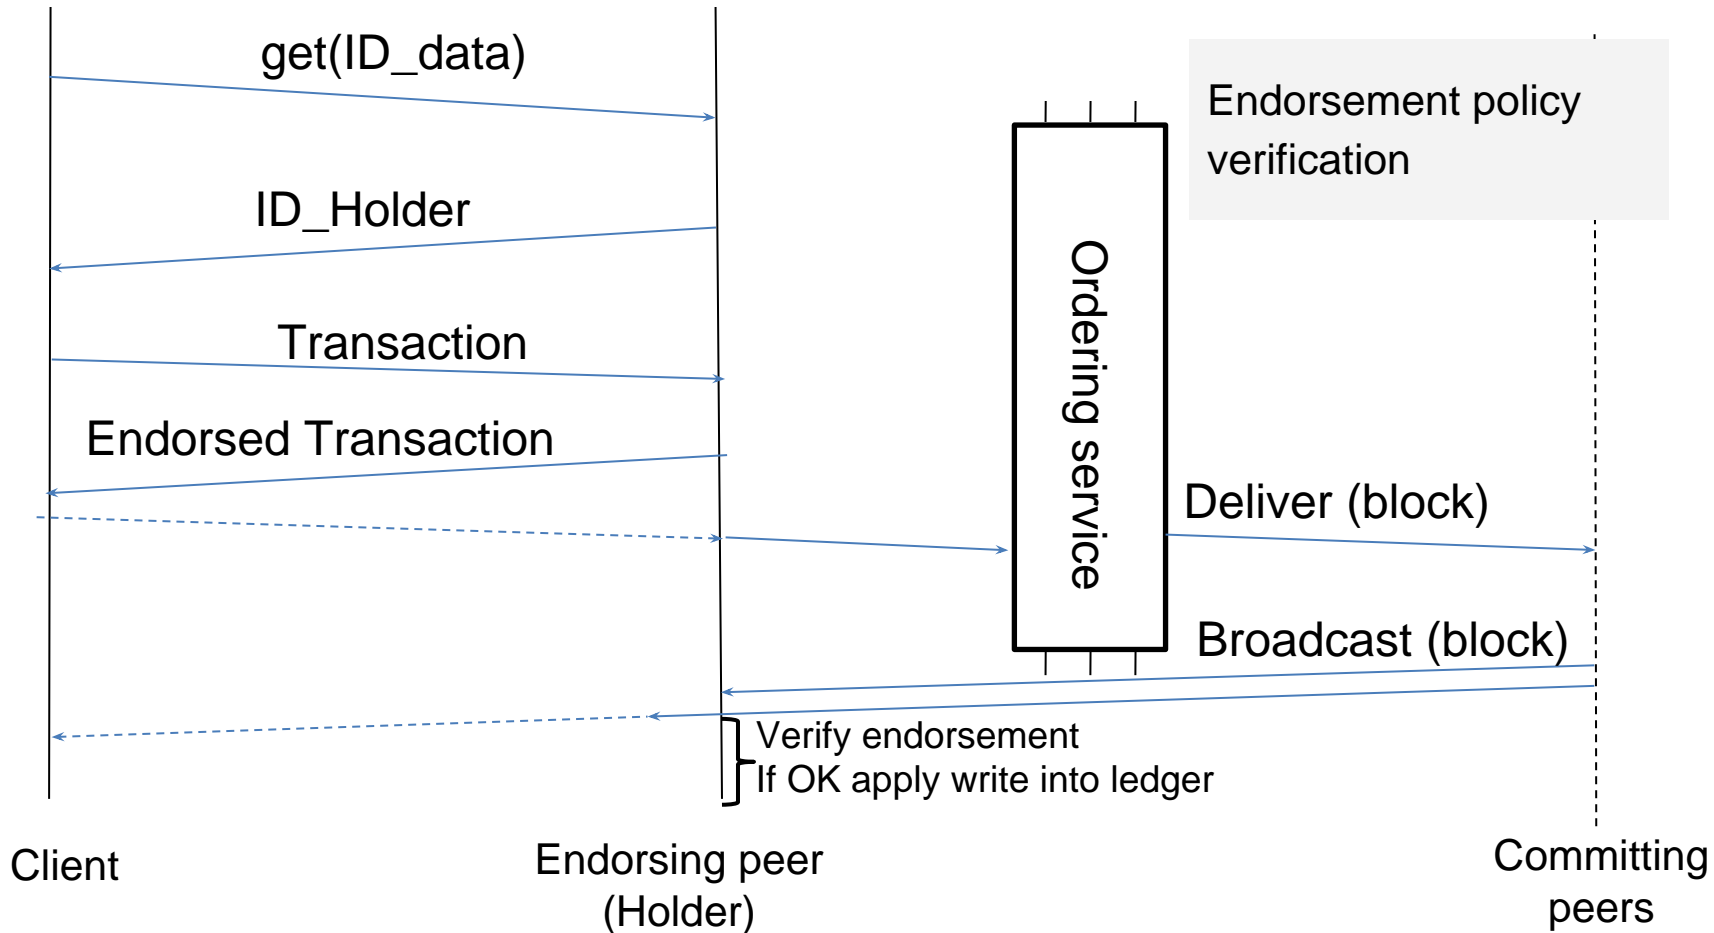 get(ID_data)
Endorsement policy
verification
ID_Holder
Ordering service
Transaction
Endorsed Transaction
Deliver (block)
Broadcast (block)
Verify endorsement
If OK apply write into ledger
Client
Endorsing peer
(Holder)
Committing
peers